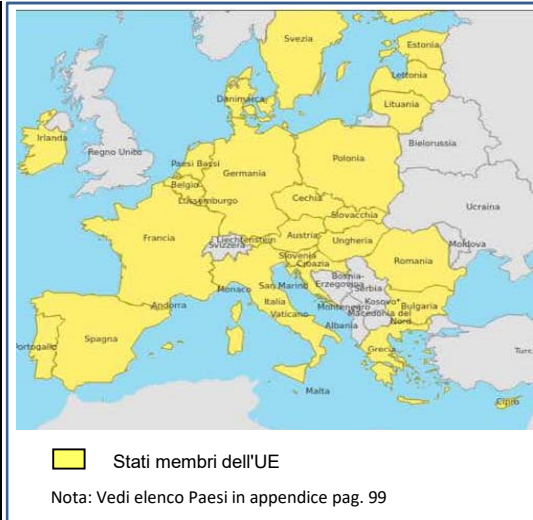 Svezia
Estonia
Lettonia
Danimarca
Lituania
Irlanda
Regno Unito
Bielorussia
Paesi Bassi
Polonia
Germania
Belgio
Lussemburgo
Cechia
Ucraina
Slovacchia
Francia
Liechtenstein
Austria
Ungheria
Moldova
Svizzera
Slovenia
Croazia
Romania
Bosnia-
Erzegovina
Serbia
Monaco
San Marino
Andorra
Italia
Montenegro
Kosovo*
Bulgaria
Vaticano
Macedonia del
Nord
Portogallo
Spagna
Albania
Grecia
Turc
Malta
Cipro
Stati membri dell'UE
Nota: Vedi elenco Paesi in appendice pag. 99